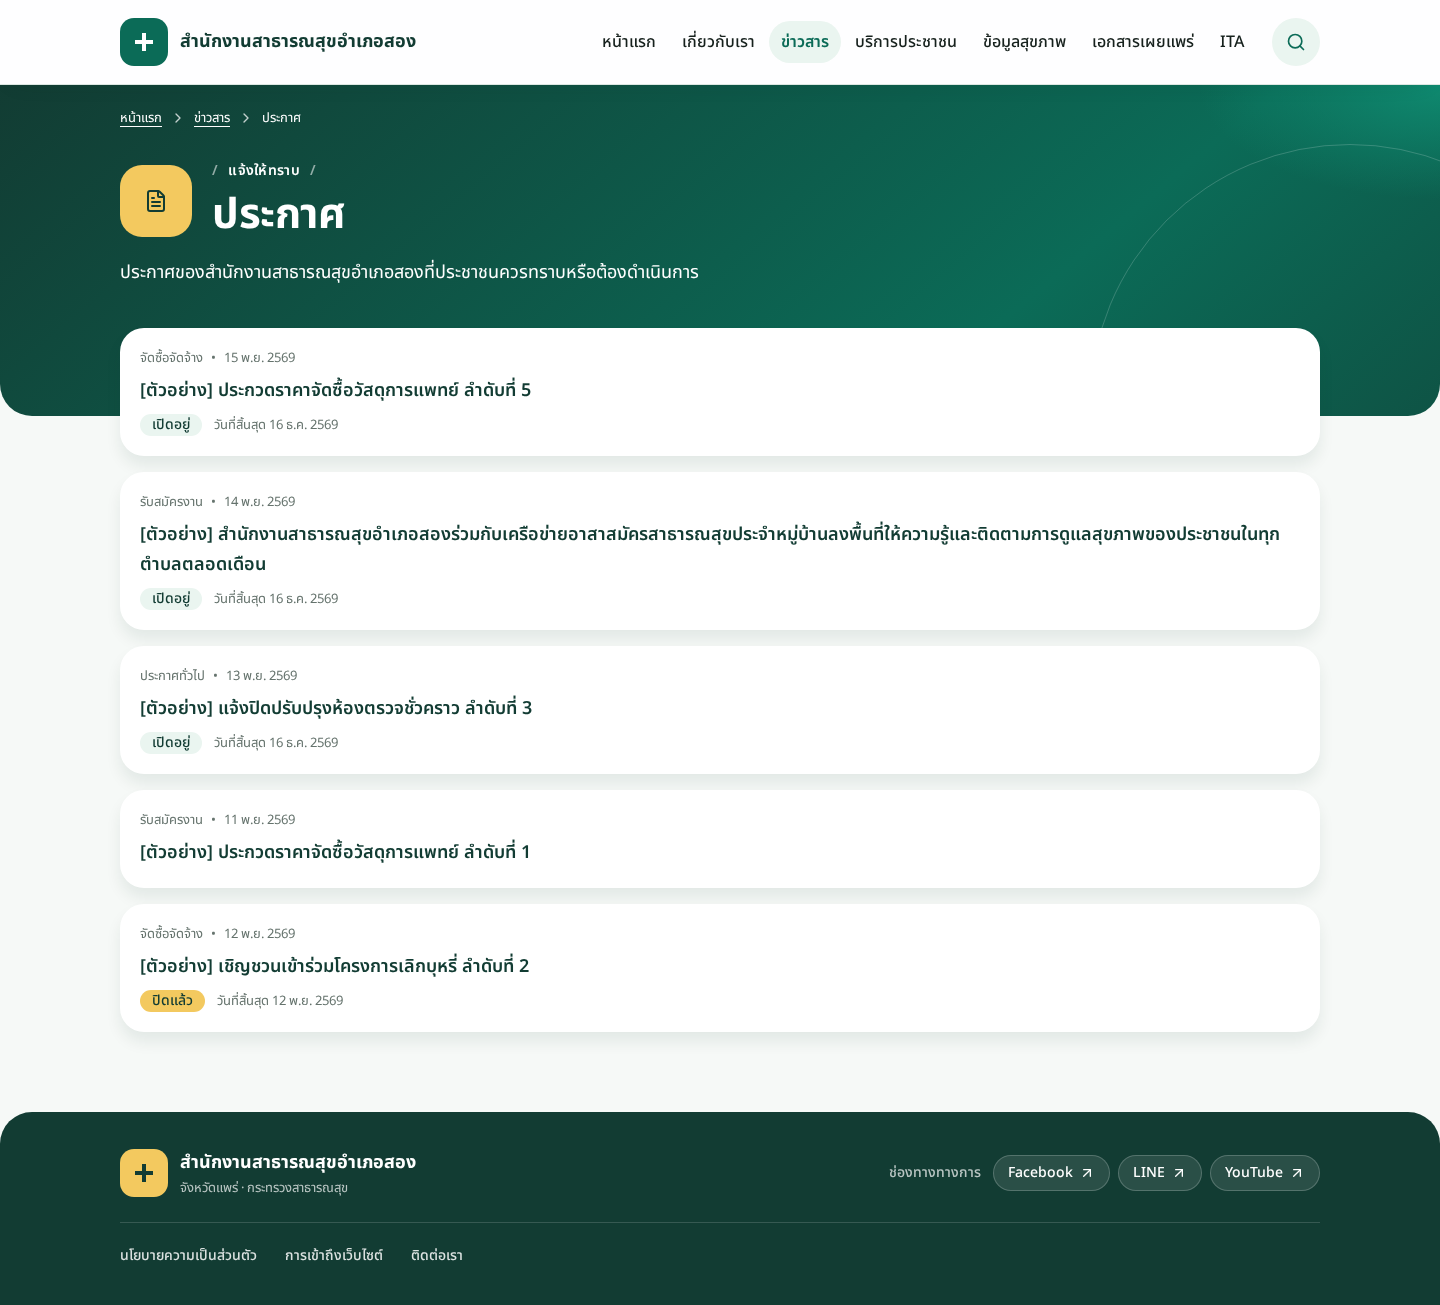 สำนักงานสาธารณสุขอำเภอสอง
หน้าแรก เกี่ยวกับเรา ข่าวสาร บริการประชาชน ข้อมูลสุขภาพ เอกสารเผยแพร่ ITA
หน้าแรก ข่าวสาร ประกาศ
/ แจ้งให้ทราบ /
ประกาศ
ประกาศของสำนักงานสาธารณสุขอำเภอสองที่ประชาชนควรทราบหรือต้องดำเนินการ
จัดซื้อจัดจ้าง • 15 พ.ย. 2569
[ตัวอย่าง] ประกวดราคาจัดซื้อวัสดุการแพทย์ ลำดับที่ 5
เปิดอยู่ วันที่สิ้นสุด 16 ธ.ค. 2569
รับสมัครงาน • 14 พ.ย. 2569
[ตัวอย่าง] สำนักงานสาธารณสุขอำเภอสองร่วมกับเครือข่ายอาสาสมัครสาธารณสุขประจำหมู่บ้านลงพื้นที่ให้ความรู้และติดตามการดูแลสุขภาพของประชาชนในทุก
ตำบลตลอดเดือน
เปิดอยู่ วันที่สิ้นสุด 16 ธ.ค. 2569
ประกาศทั่วไป • 13 พ.ย. 2569
[ตัวอย่าง] แจ้งปิดปรับปรุงห้องตรวจชั่วคราว ลำดับที่ 3
เปิดอยู่ วันที่สิ้นสุด 16 ธ.ค. 2569
รับสมัครงาน • 11 พ.ย. 2569
[ตัวอย่าง] ประกวดราคาจัดซื้อวัสดุการแพทย์ ลำดับที่ 1
จัดซื้อจัดจ้าง • 12 พ.ย. 2569
[ตัวอย่าง] เชิญชวนเข้าร่วมโครงการเลิกบุหรี่ ลำดับที่ 2
ปิดแล้ว วันที่สิ้นสุด 12 พ.ย. 2569
สำนักงานสาธารณสุขอำเภอสอง
จังหวัดแพร่ · กระทรวงสาธารณสุข
ช่องทางทางการ Facebook LINE YouTube
นโยบายความเป็นส่วนตัว การเข้าถึงเว็บไซต์ ติดต่อเรา